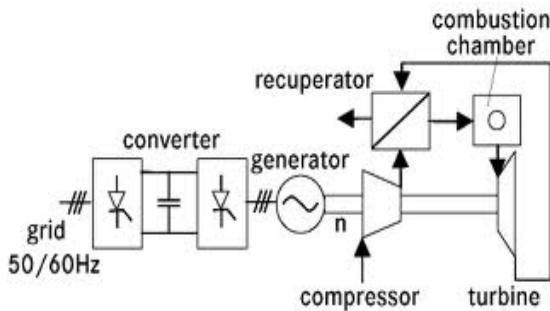 combustion
chamber
recuperator
converter
generator
grid
50/60Hz
n
compressor
turbine